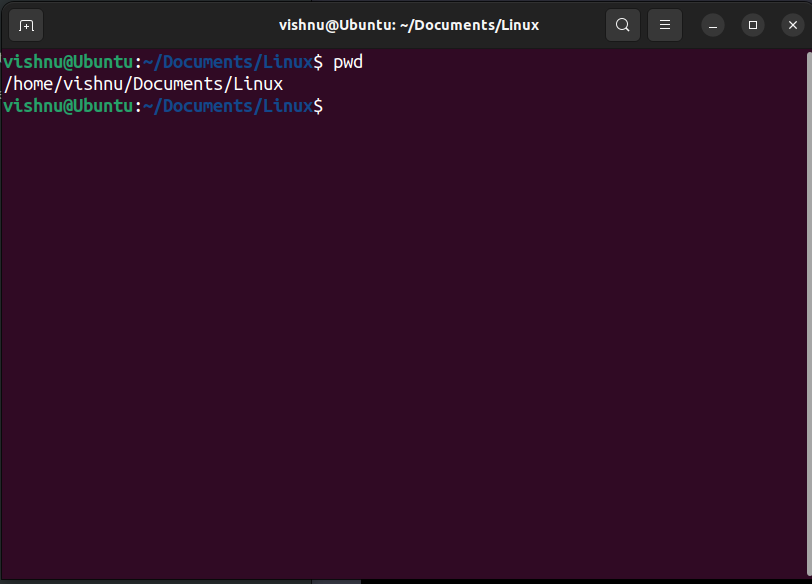 vishnu@Ubuntu: ~/Documents/Linux
vishnu@Ubuntu:~/Documents/Linux$ pwd
/home/vishnu/Documents/Linux
vishnu@Ubuntu:~/Documents/Linux$